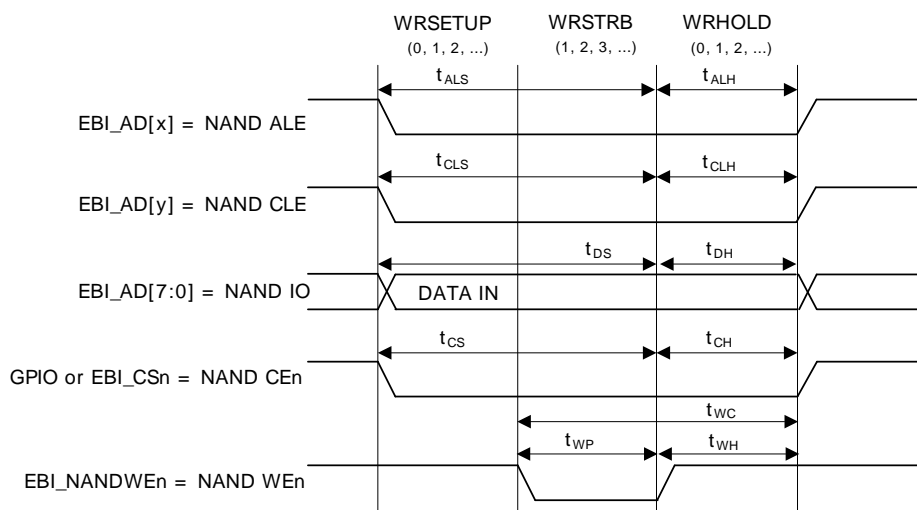 WRSETUP WRSTRB WRHOLD
(0, 1, 2, ...) (1, 2, 3, ...) (0, 1, 2, ...)
tALS tALH
EBI_AD[x] = NAND ALE
tCLS tCLH
EBI_AD[y] = NAND CLE
tDS tDH
EBI_AD[7:0] = NAND IO DATA IN
tCS tCH
GPIO or EBI_CSn = NAND CEn
tWC
tWP tWH
EBI_NANDWEn = NAND WEn